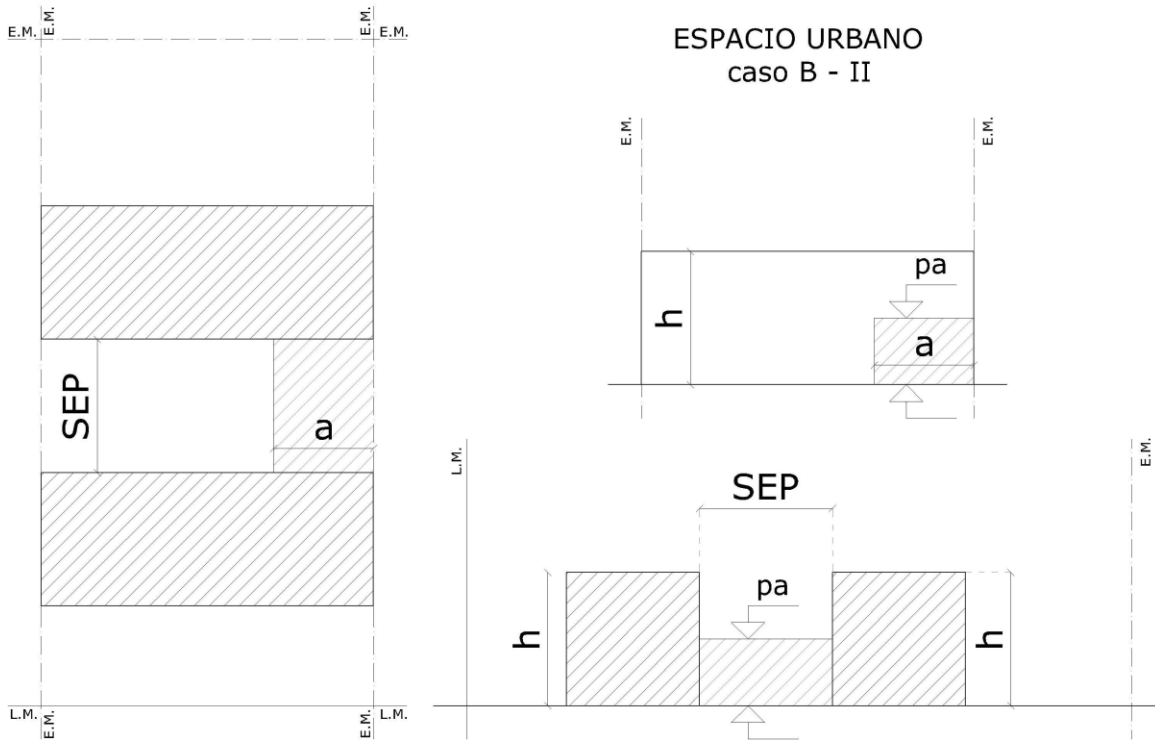 E.M.
E.M.
E.M.
E.M.
SEP
a
L.M.
E.M.
E.M.
L.M.
ESPACIO URBANO
caso B - II
E.M.
E.M.
h
pa
a
L.M.
E.M.
SEP
h
pa
h